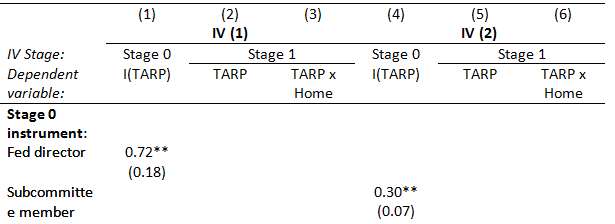 (1) (2) (3) (4) (5) (6)
IV (1) IV (2)
IV Stage: Stage 0 Stage 1 Stage 0 Stage 1
Dependent I(TARP) TARP TARP x I(TARP) TARP TARP x
variable: Home Home
Stage 0
instrument:
Fed director 0.72**
(0.18)
Subcommitte 0.30**
e member (0.07)